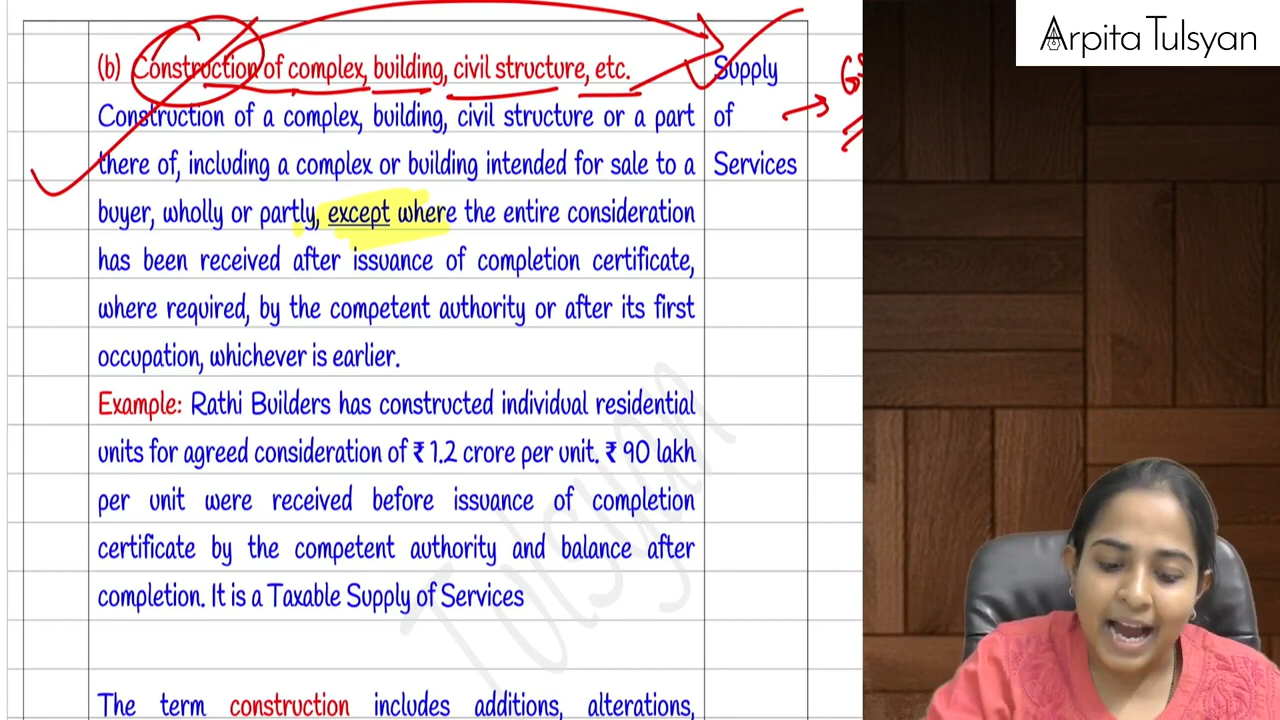 Arpita Tulsyan
(b) Construction of complex, building, civil structure, etc.
Supply
of
Services
Construction of a complex, building, civil structure or a part
there of, including a complex or building intended for sale to a
buyer, wholly or partly, except where the entire consideration
has been received after issuance of completion certificate,
where required, by the competent authority or after its first
occupation, whichever is earlier.
Example: Rathi Builders has constructed individual residential
units for agreed consideration of ₹ 1.2 crore per unit. ₹ 90 lakh
per unit were received before issuance of completion
certificate by the competent authority and balance after
completion. It is a Taxable Supply of Services
The term construction includes additions, alterations,
Tulsyan